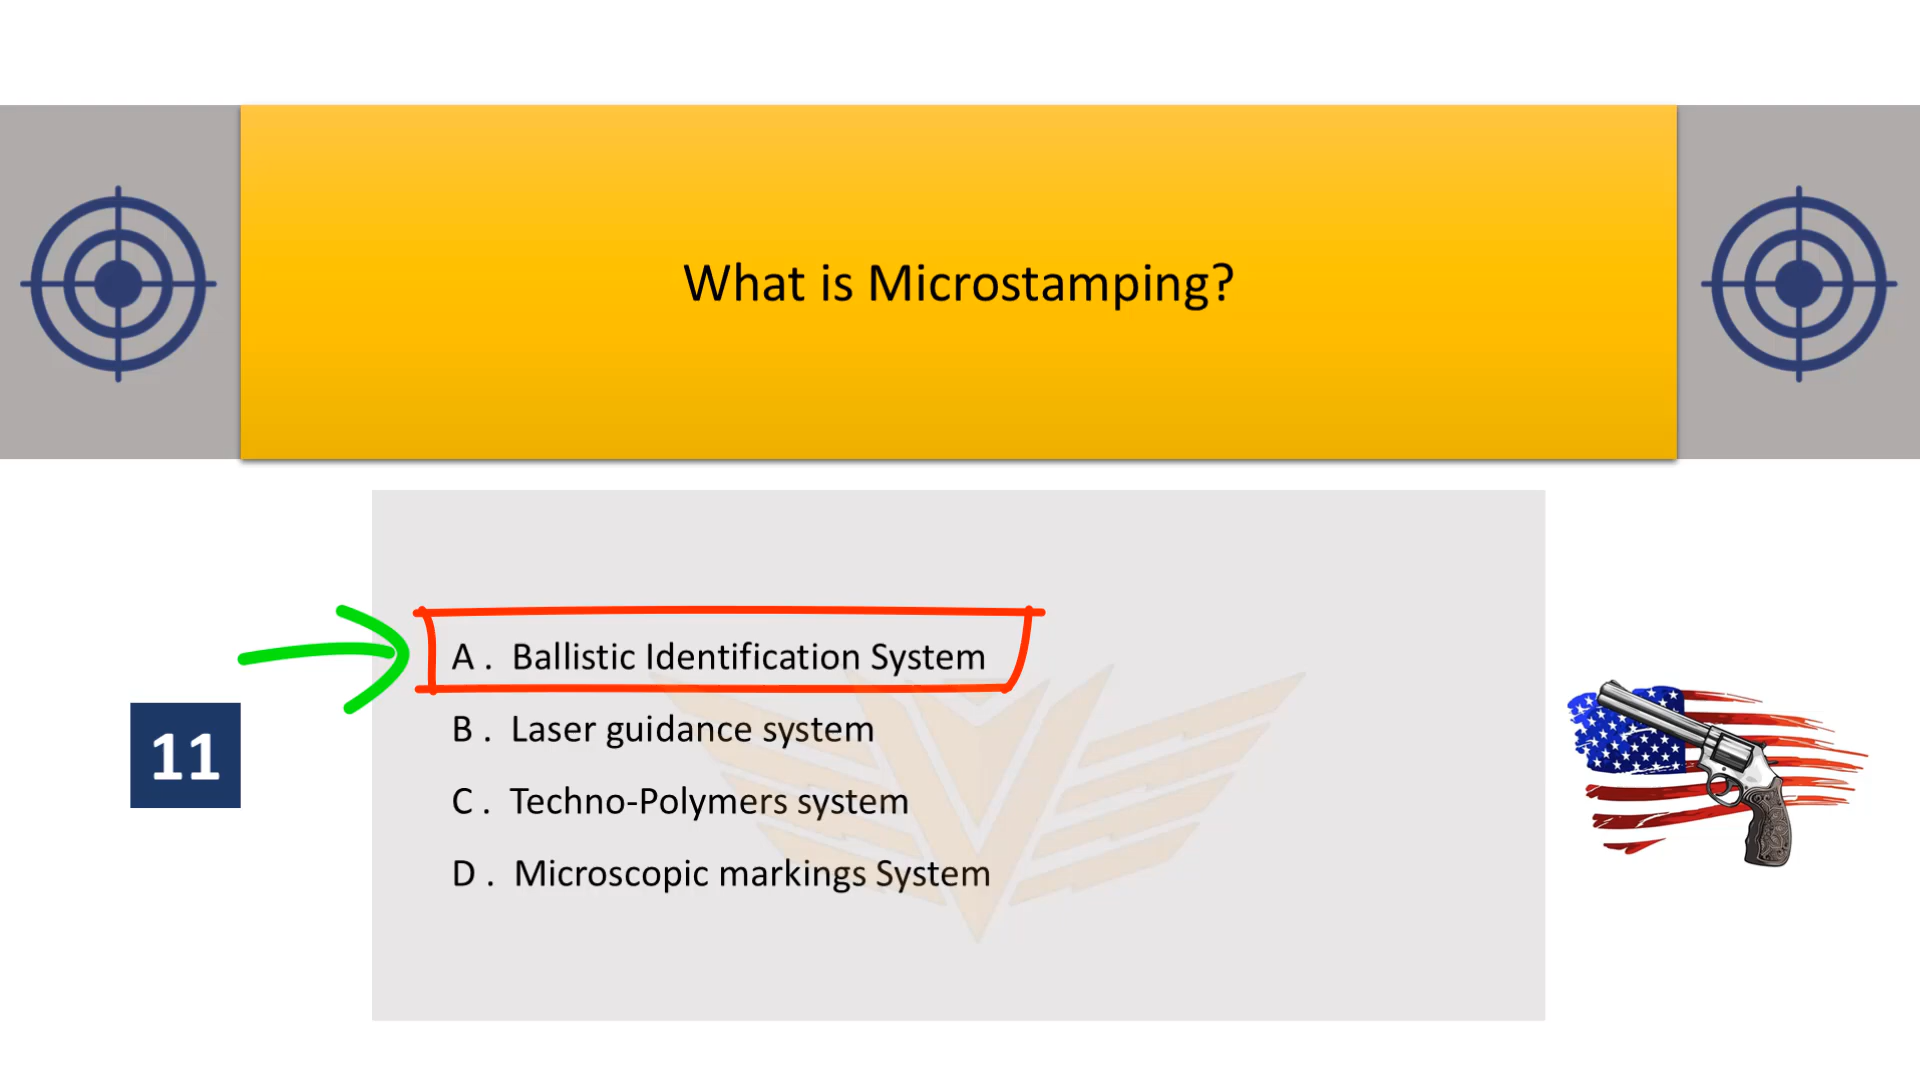 What is Microstamping?
A . Ballistic Identification System
B . Laser guidance system
11
C . Techno-Polymers system
D . Microscopic markings System